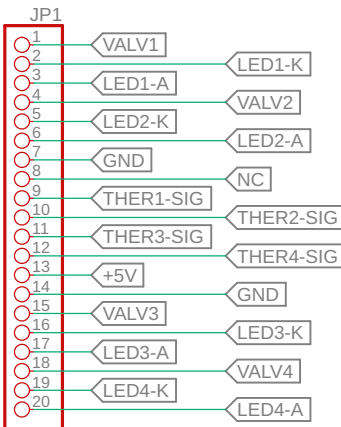 JP1
1 VALV1
2 LED1-K
3 LED1-A
4 VALV2
5 LED2-K
6 LED2-A
7 GND
8 NC
9 THER1-SIG
10 THER2-SIG
11 THER3-SIG
12 THER4-SIG
13 +5V
14 GND
15 VALV3
16 LED3-K
17 LED3-A
18 VALV4
19 LED4-K
20 LED4-A